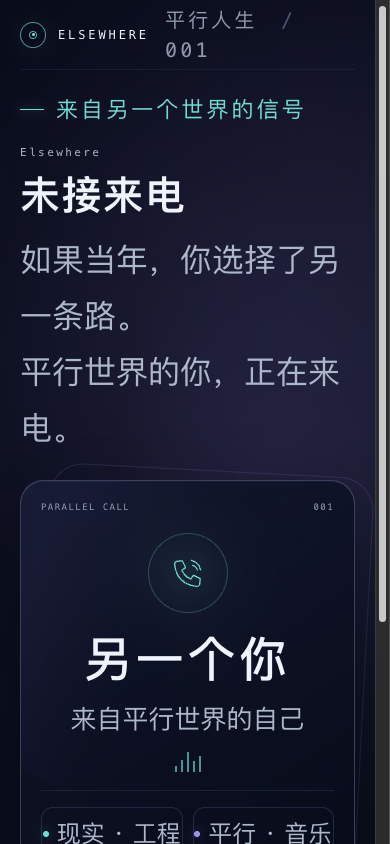 ELSEWHERE
平行人生 /
001
来自另一个世界的信号
Elsewhere
未接来电
如果当年，你选择了另
一条路。
平行世界的你，正在来
电。
PARALLEL CALL 001
另一个你
来自平行世界的自己
现实 · 工程 平行 · 音乐